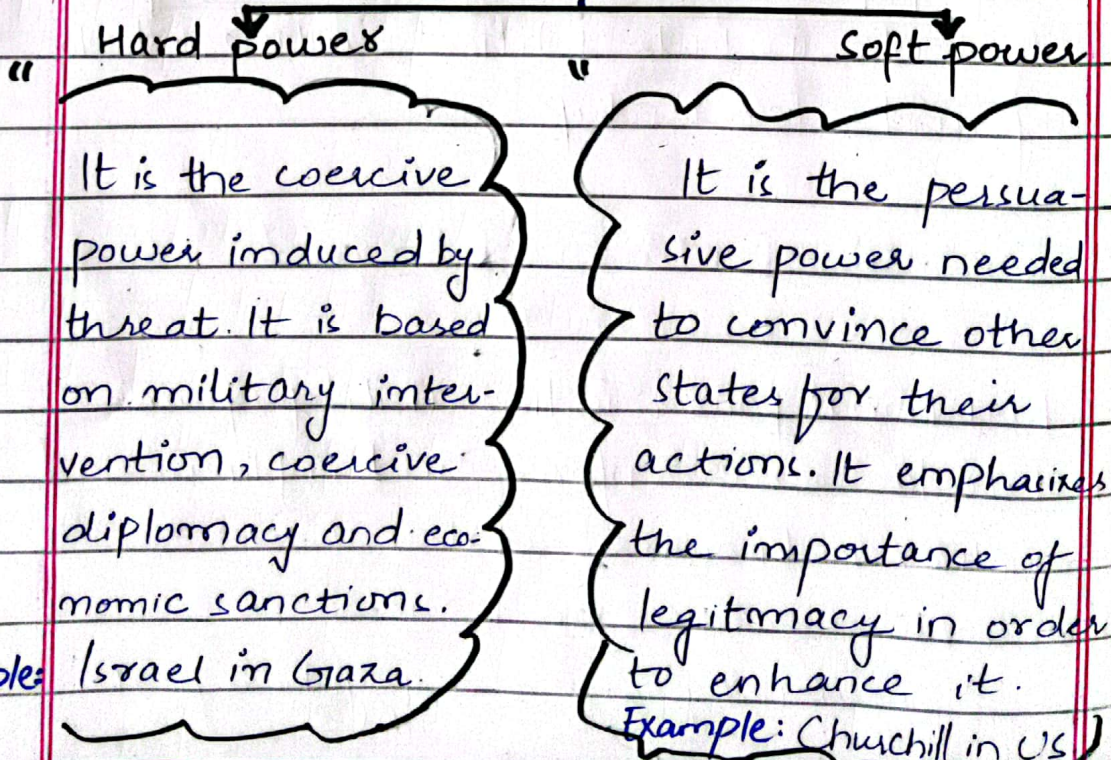 Hard power
"
It is the coercive
power induced by
threat. It is based
on military inter-
vention, coercive
diplomacy and eco-
nomic sanctions.
ple: Israel in Gaza.
Soft power
"
It is the persua-
sive power needed
to convince other
states for their
actions. It emphasizes
the importance of
legitmacy in order
to enhance it.
Example: Churchill in US